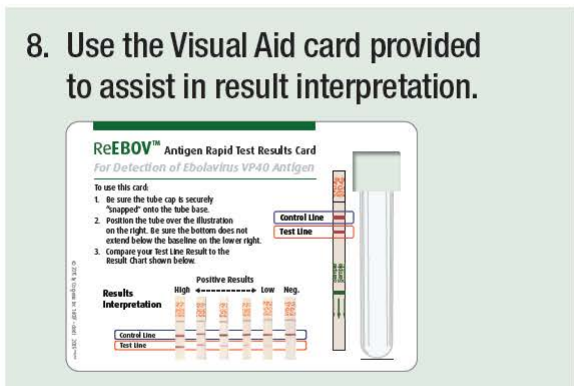 8. Use the Visual Aid card provided
to assist in result interpretation.
ReEBOV™ Antigen Rapid Test Results Card
For Detection of Ebolavirus VP40 Antigen
To use this card:
1. Be sure the tube cap is securely
"snapped" onto the tube base.
2. Position the tube over the illustration
on the right. Be sure the bottom does not
extend below the baseline on the lower right.
3. Compare your Test Line Result to the
Result Chart shown below.
Control Line
Test Line
Positive Results
High Low Neg.
Results
Interpretation
Control Line
Test Line